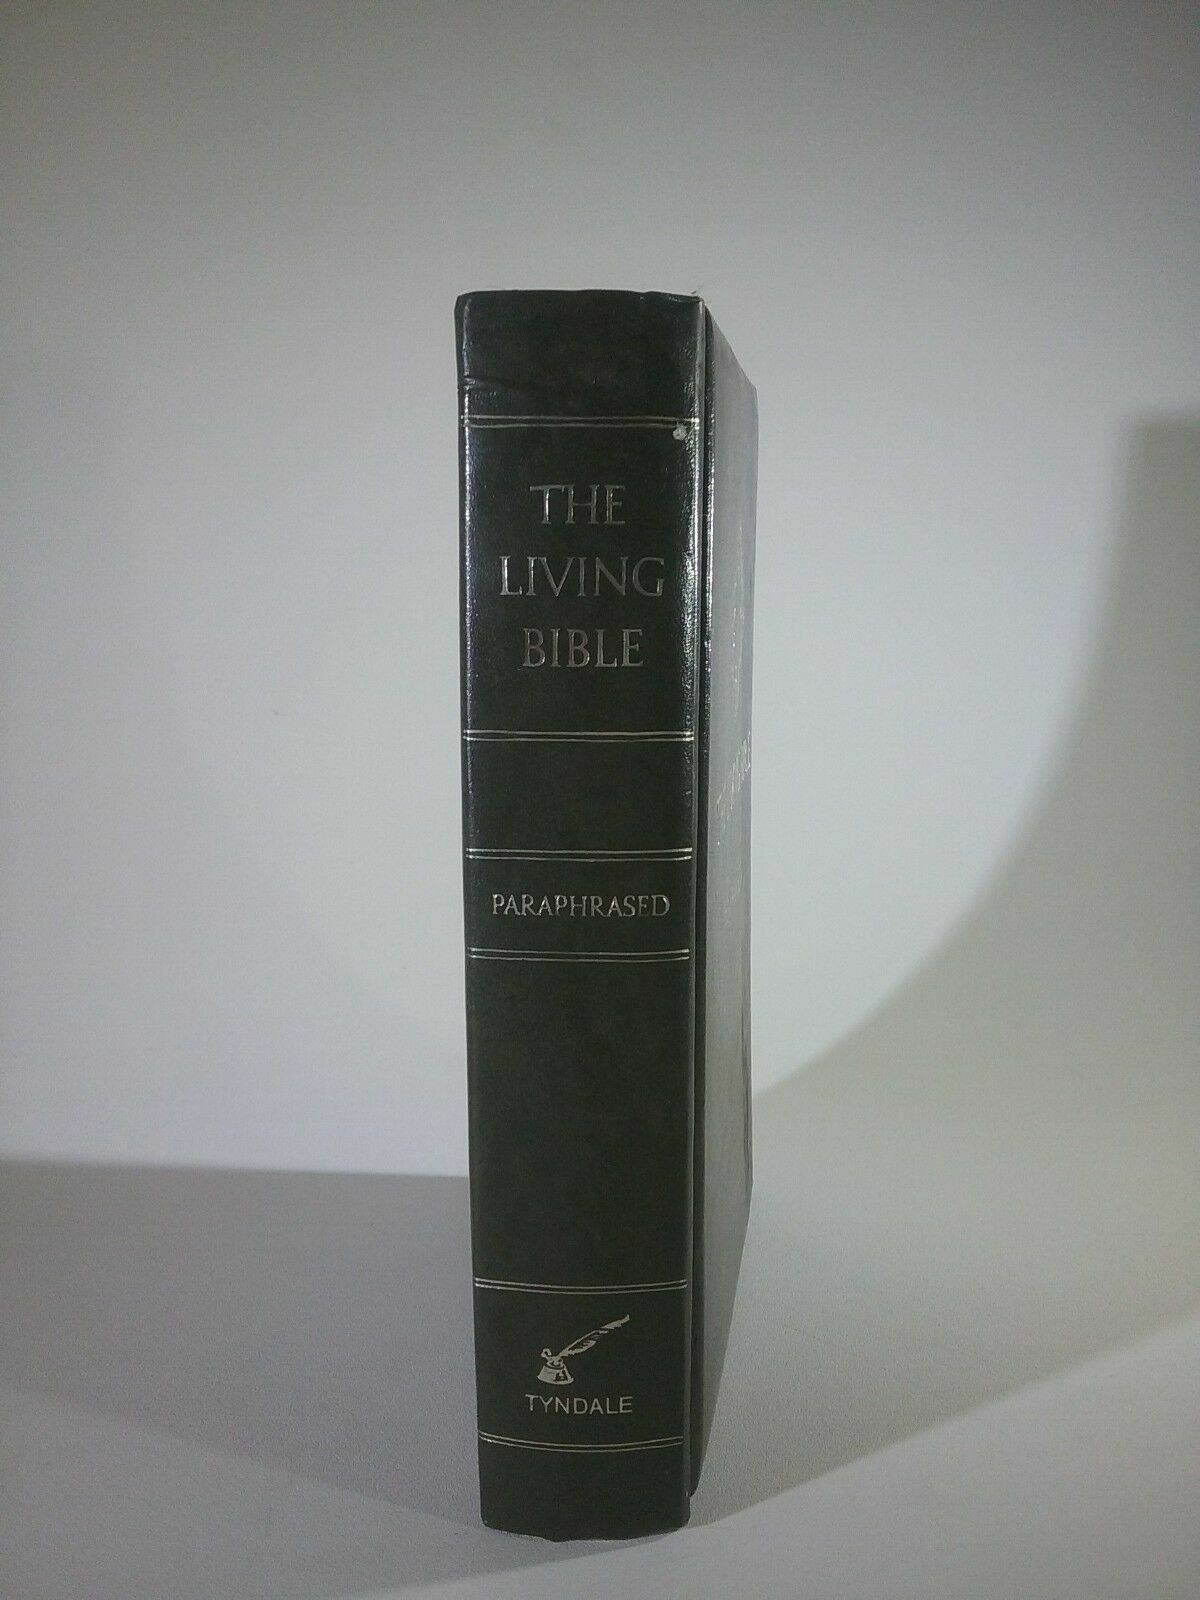 THE
LIVING
BIBLE
PARAPHRASED
TYNDALE